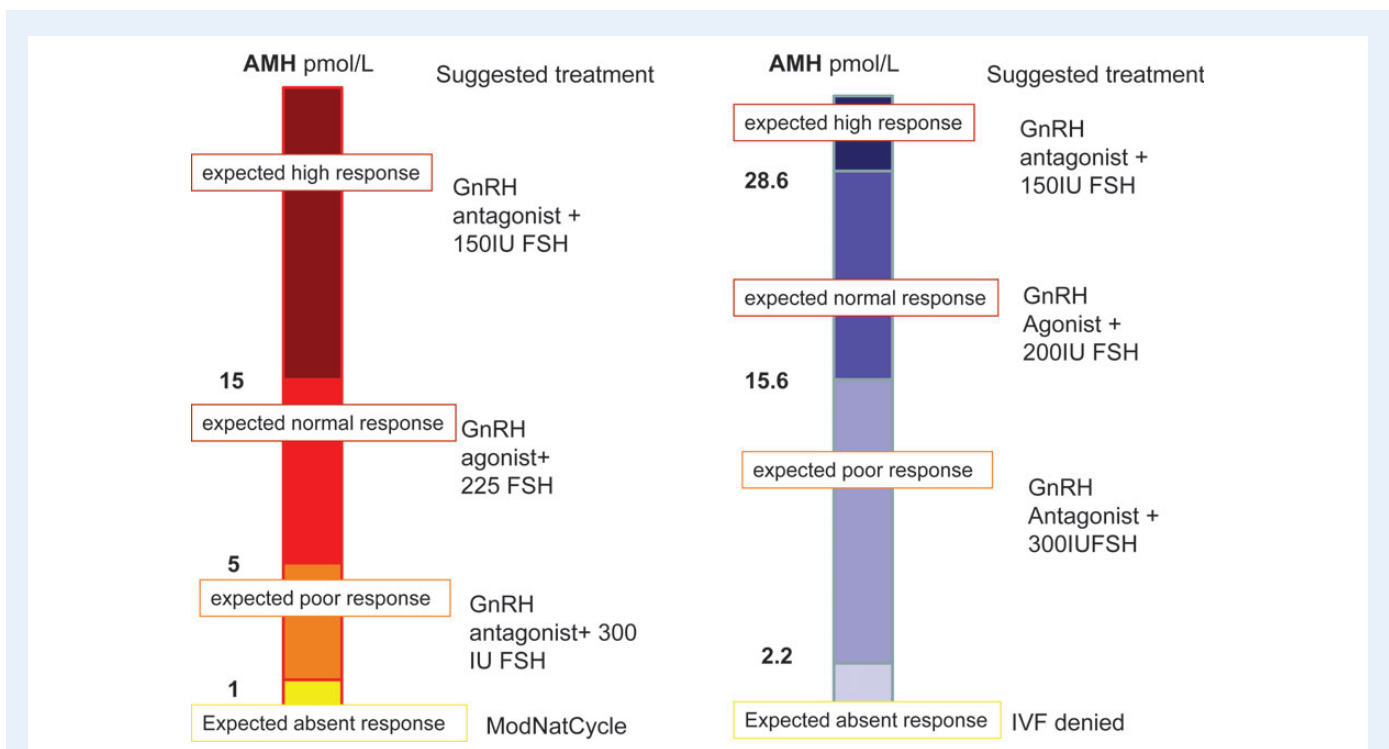 AMH pmol/L
Suggested treatment
expected high response
GnRH
antagonist +
150IU FSH
15
expected normal response
GnRH
agonist+
225 FSH
5
expected poor response
GnRH
antagonist+ 300
IU FSH
1
Expected absent response
ModNatCycle
AMH pmol/L
Suggested treatment
expected high response
GnRH
antagonist +
150IU FSH
28.6
expected normal response
GnRH
Agonist +
200IU FSH
15.6
expected poor response
GnRH
Antagonist +
300IUFSH
2.2
Expected absent response
IVF denied